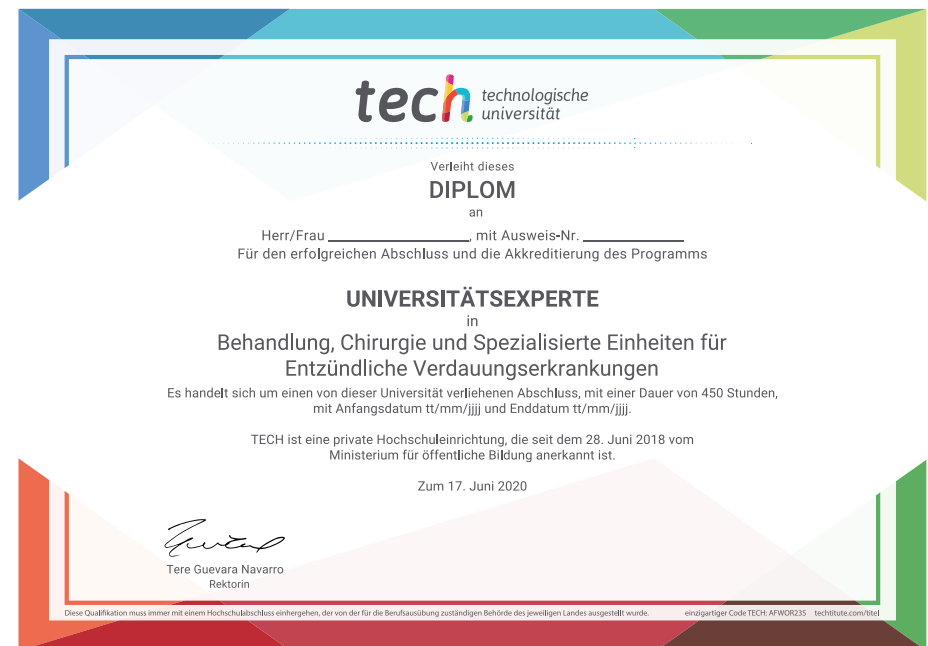 tech technologische
universität
Verleiht dieses
DIPLOM
an
Herr/Frau ____________________, mit Ausweis-Nr. ______________
Für den erfolgreichen Abschluss und die Akkreditierung des Programms
UNIVERSITÄTSEXPERTE
in
Behandlung, Chirurgie und Spezialisierte Einheiten für
Entzündliche Verdauungserkrankungen
Es handelt sich um einen von dieser Universität verliehenen Abschluss, mit einer Dauer von 450 Stunden,
mit Anfangsdatum tt/mm/jjjj und Enddatum tt/mm/jjjj.
TECH ist eine private Hochschuleinrichtung, die seit dem 28. Juni 2018 vom
Ministerium für öffentliche Bildung anerkannt ist.
Zum 17. Juni 2020
Tere Guevara Navarro
Rektorin
Diese Qualifikation muss immer mit einem Hochschulabschluss einhergehen, der von der für die Berufsausübung zuständigen Behörde des jeweiligen Landes ausgestellt wurde. einzigartiger Code TECH: AFWOR23S techtitute.com/titel